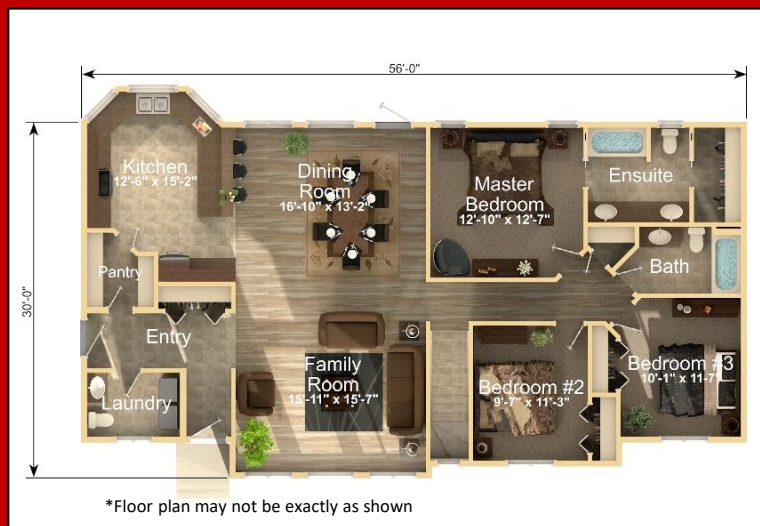 56'-0"
30'-0"
Kitchen
12'-6" x 15'-2"
Dining
Room
16'-10" x 13'-2"
Master
Bedroom
12'-10" x 12'-7"
Ensuite
Bath
Pantry
Entry
Laundry
Family
Room
15'-11" x 15'-7"
Bedroom #2
9'-7" x 11'-3"
Bedroom #3
10'-1" x 11'-7"
*Floor plan may not be exactly as shown